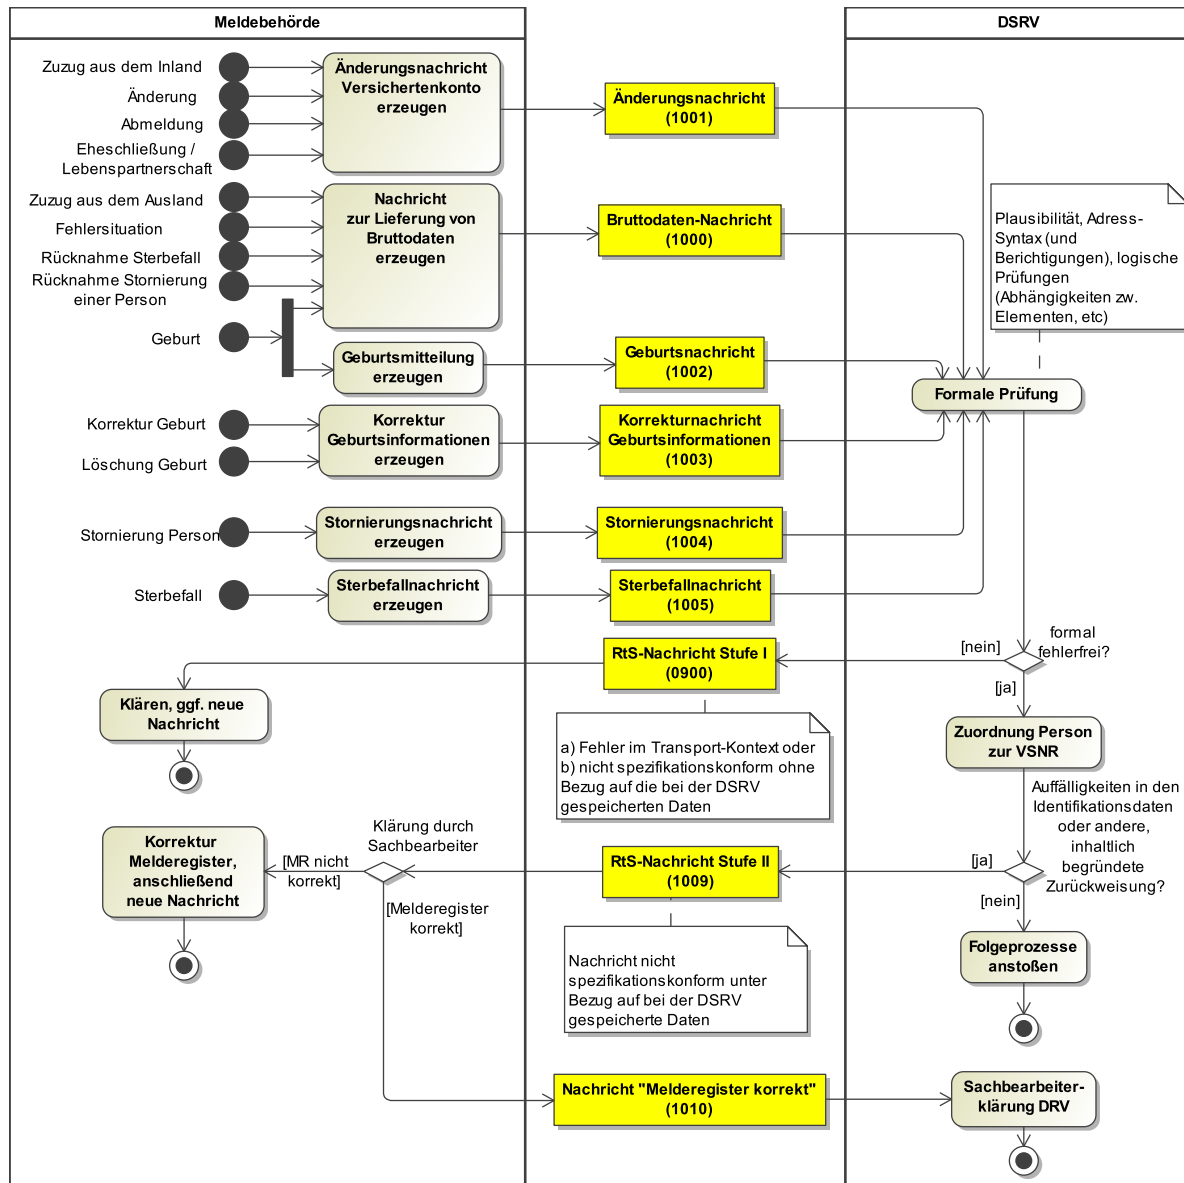 Meldebehörde
DSRV
Zuzug aus dem Inland
Änderung
Abmeldung
Eheschließung /
Lebenspartnerschaft
Änderungsnachricht
Versichertenkonto
erzeugen
Änderungsnachricht
(1001)
Zuzug aus dem Ausland
Fehlersituation
Rücknahme Sterbefall
Rücknahme Stornierung
einer Person
Geburt
Nachricht
zur Lieferung von
Bruttodaten
erzeugen
Bruttodaten-Nachricht
(1000)
Plausibilität, Adress-
Syntax (und
Berichtigungen), logische
Prüfungen
(Abhängigkeiten zw.
Elementen, etc)
Geburtsmitteilung
erzeugen
Geburtsnachricht
(1002)
Formale Prüfung
Korrektur Geburt
Löschung Geburt
Korrektur
Geburtsinformationen
erzeugen
Korrekturnachricht
Geburtsinformationen
(1003)
Stornierung Person
Stornierungsnachricht
erzeugen
Stornierungsnachricht
(1004)
Sterbefall
Sterbefallnachricht
erzeugen
Sterbefallnachricht
(1005)
formal
fehlerfrei?
[nein]
[ja]
RtS-Nachricht Stufe I
(0900)
Klären, ggf. neue
Nachricht
a) Fehler im Transport-Kontext oder
b) nicht spezifikationskonform ohne
Bezug auf die bei der DSRV
gespeicherten Daten
Zuordnung Person
zur VSNR
Auffälligkeiten in den
Identifikationsdaten
oder andere,
inhaltlich
begründete
Zurückweisung?
[ja]
[nein]
RtS-Nachricht Stufe II
(1009)
Klärung durch
Sachbearbeiter
[MR nicht
korrekt]
[Melderegister
korrekt]
Korrektur
Melderegister,
anschließend
neue Nachricht
Nachricht nicht
spezifikationskonform unter
Bezug auf bei der DSRV
gespeicherte Daten
Folgeprozesse
anstoßen
Nachricht "Melderegister korrekt"
(1010)
Sachbearbeiter-
klärung DRV